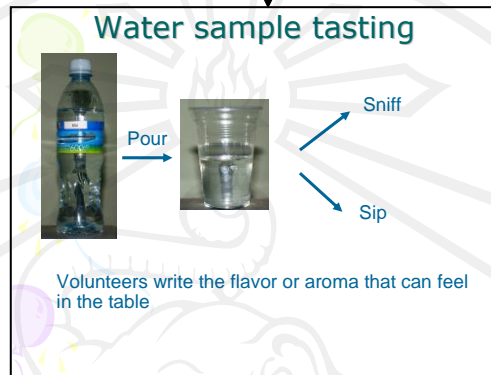 Water sample tasting
Pour
Sniff
Sip
Volunteers write the flavor or aroma that can feel
in the table